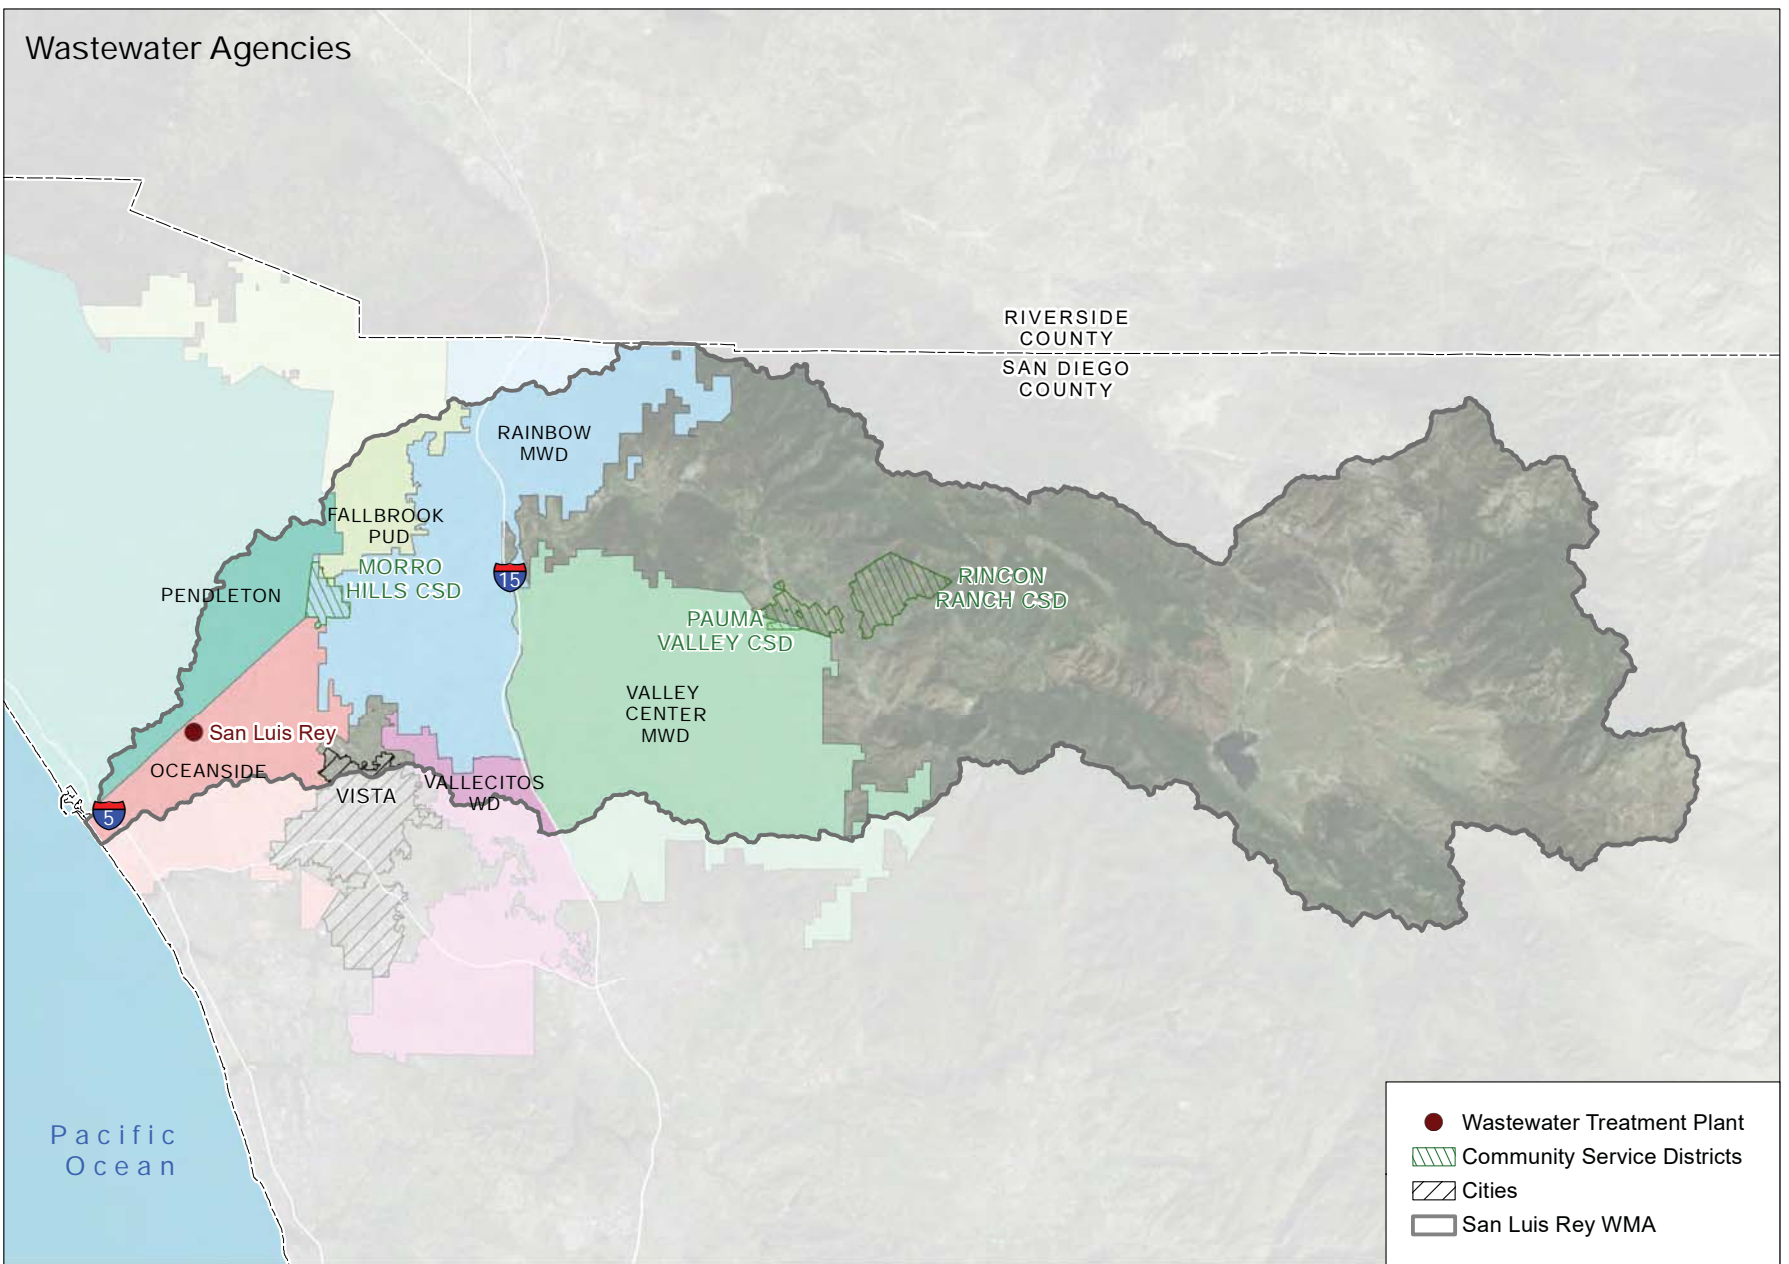 Wastewater Agencies
RIVERSIDE
COUNTY
SAN DIEGO
COUNTY
RAINBOW
MWD
FALLBROOK
PUD
MORRO
HILLS CSD
15
PENDLETON
RINCON
RANCH CSD
PAUMA
VALLEY CSD
VALLEY
CENTER
MWD
San Luis Rey
OCEANSIDE
VISTA
VALLECITOS
WD
5
Pacific
Ocean
Wastewater Treatment Plant
Community Service Districts
Cities
San Luis Rey WMA